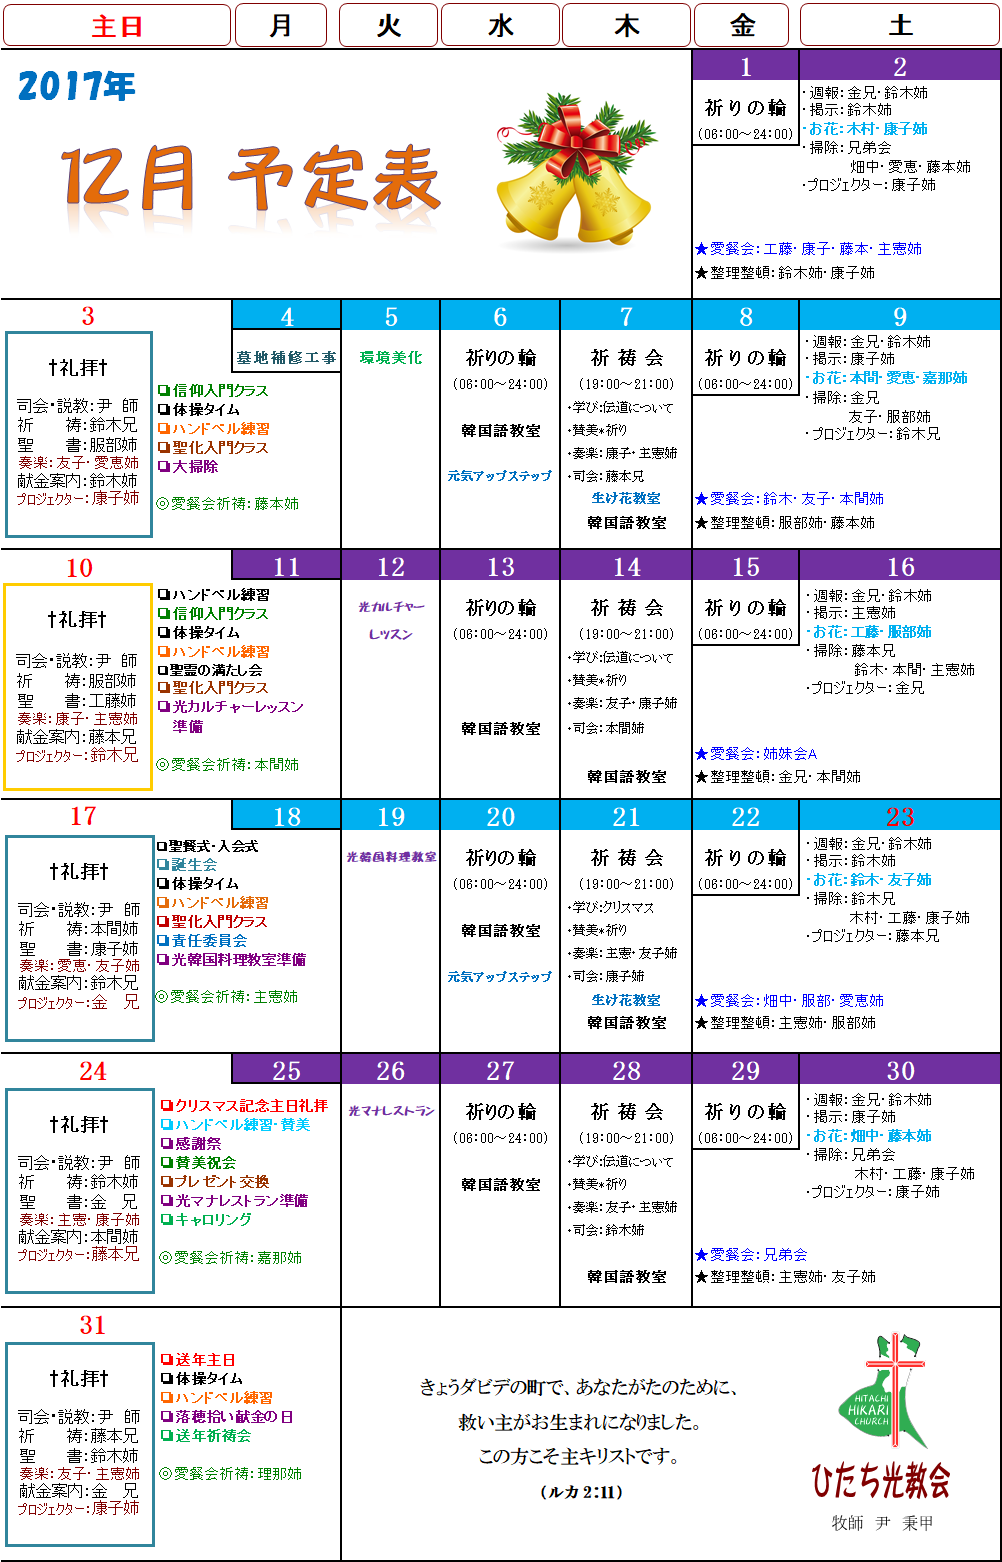 主日 月 火 水 木 金 土
2017年
12月 予定表
1
祈りの輪
(06:00~24:00)
2
・週報：金兄・鈴木姉
・掲示：鈴木姉
・お花：木村・康子姉
・掃除：兄弟会
畑中・愛恵・藤本姉
・プロジェクター：康子姉
★愛餐会：工藤・康子・藤本・主憲姉
★整理整頓：鈴木姉・康子姉
3
†礼拝†
司会・説教：尹 師
祈 祷：鈴木兄
聖 書：服部姉
奏楽：友子・愛恵姉
献金案内：鈴木姉
プロジェクター：康子姉
❏信仰入門クラス
❏体操タイム
❏ハンドベル練習
❏聖化入門クラス
❏大掃除
◎愛餐会祈祷：藤本姉
4
墓地補修工事
5
環境美化
6
祈りの輪
(06:00~24:00)
韓国語教室
元気アップステップ
7
祈 祷 会
(19:00~21:00)
・学び：伝道について
・賛美*祈り
・奏楽：康子・主憲姉
・司会：藤本兄
生け花教室
韓国語教室
8
祈りの輪
(06:00~24:00)
9
・週報：金兄・鈴木姉
・掲示：康子姉
・お花：本間・愛恵・嘉那姉
・掃除：金兄
友子・服部姉
・プロジェクター：鈴木兄
★愛餐会：鈴木・友子・本間姉
★整理整頓：服部姉・藤本姉
10
†礼拝†
司会・説教：尹 師
祈 祷：服部姉
聖 書：工藤姉
奏楽：康子・主憲姉
献金案内：藤本兄
プロジェクター：鈴木兄
❏ハンドベル練習
❏信仰入門クラス
❏体操タイム
❏ハンドベル練習
❏聖霊の満たし会
❏聖化入門クラス
❏光カルチャーレッスン
準備
◎愛餐会祈祷：本間姉
11
12
光カルチャー
レッスン
13
祈りの輪
(06:00~24:00)
韓国語教室
14
祈 祷 会
(19:00~21:00)
・学び：伝道について
・賛美*祈り
・奏楽：友子・康子姉
・司会：本間姉
韓国語教室
15
祈りの輪
(06:00~24:00)
16
・週報：金兄・鈴木姉
・掲示：主憲姉
・お花：工藤・服部姉
・掃除：藤本兄
鈴木・本間・主憲姉
・プロジェクター：金兄
★愛餐会：姉妹会A
★整理整頓：金兄・本間姉
17
†礼拝†
司会・説教：尹 師
祈 祷：本間姉
聖 書：康子姉
奏楽：愛恵・友子姉
献金案内：鈴木兄
プロジェクター：金 兄
❏聖餐式・入会式
❏誕生会
❏体操タイム
❏ハンドベル練習
❏聖化入門クラス
❏責任委員会
❏光韓国料理教室準備
◎愛餐会祈祷：主憲姉
18
19
光韓国料理教室
20
祈りの輪
(06:00~24:00)
韓国語教室
元気アップステップ
21
祈 祷 会
(19:00~21:00)
・学び：クリスマス
・賛美*祈り
・奏楽：主憲・友子姉
・司会：康子姉
生け花教室
韓国語教室
22
祈りの輪
(06:00~24:00)
23
・週報：金兄・鈴木姉
・掲示：鈴木姉
・お花：鈴木・友子姉
・掃除：鈴木兄
木村・工藤・康子姉
・プロジェクター：藤本兄
★愛餐会：畑中・服部・愛恵姉
★整理整頓：主憲姉・服部姉
24
†礼拝†
司会・説教：尹 師
祈 祷：鈴木姉
聖 書：金 兄
奏楽：主憲・康子姉
献金案内：本間姉
プロジェクター：藤本兄
❏クリスマス記念主日礼拝
❏ハンドベル練習・賛美
❏感謝祭
❏賛美祝会
❏プレゼント交換
❏光マナレストラン準備
❏キャロリング
◎愛餐会祈祷：嘉那姉
25
26
光マナレストラン
27
祈りの輪
(06:00~24:00)
韓国語教室
28
祈 祷 会
(19:00~21:00)
・学び：伝道について
・賛美*祈り
・奏楽：友子・主憲姉
・司会：鈴木姉
韓国語教室
29
祈りの輪
(06:00~24:00)
30
・週報：金兄・鈴木姉
・掲示：康子姉
・お花：畑中・藤本姉
・掃除：兄弟会
木村・工藤・康子姉
・プロジェクター：康子姉
★愛餐会：兄弟会
★整理整頓：主憲姉・友子姉
31
†礼拝†
司会・説教：尹 師
祈 祷：藤本兄
聖 書：鈴木姉
奏楽：友子・主憲姉
献金案内：金 兄
プロジェクター：康子姉
❏送年主日
❏体操タイム
❏ハンドベル練習
❏落穂拾い献金の日
❏送年祈祷会
◎愛餐会祈祷：理那姉
きょうダビデの町で、あなたがたのために、
救い主がお生まれになりました。
この方こそ主キリストです。
(ルカ 2：11)
HITACHI
HIKARI
CHURCH
ひたち光教会
牧師 尹 秉甲